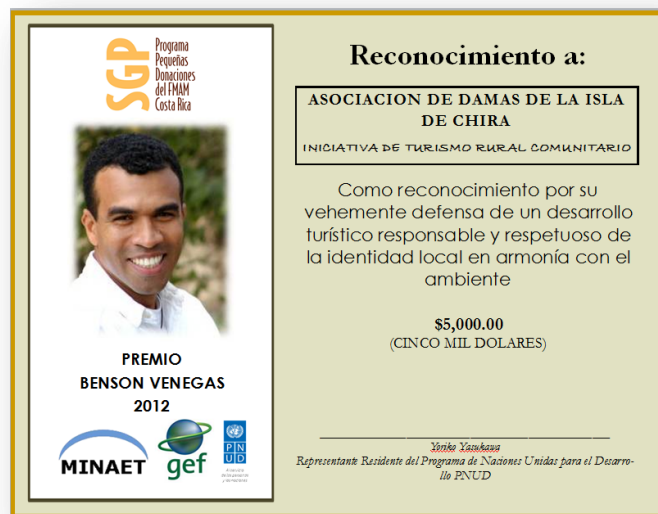 SGP
Programa
Pequeñas
Donaciones
del FMAM
Costa Rica
PREMIO
BENSON VENEGAS
2012
MINAET
gef
P N
U D
Reconocimiento a:
ASOCIACION DE DAMAS DE LA ISLA
DE CHIRA
INICIATIVA DE TURISMO RURAL COMUNITARIO
Como reconocimiento por su
vehemente defensa de un desarrollo
turístico responsable y respetuoso de
la identidad local en armonía con el
ambiente
$5,000.00
(CINCO MIL DOLARES)
Yoriko Yasukawa
Representante Residente del Programa de Naciones Unidas para el Desarro-
llo PNUD